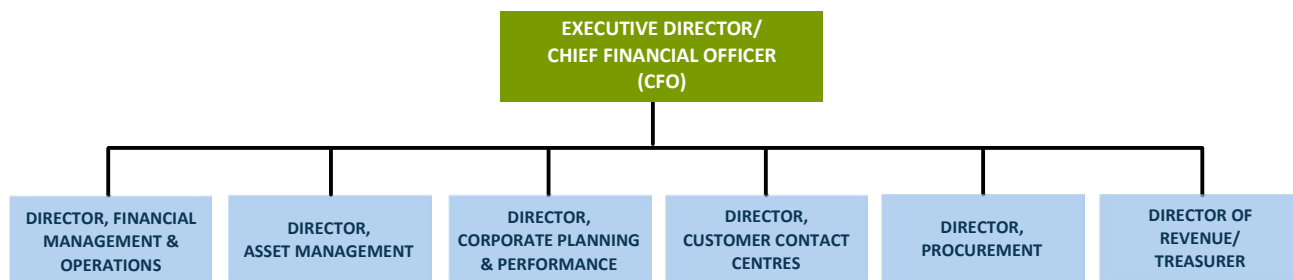 EXECUTIVE DIRECTOR/
CHIEF FINANCIAL OFFICER
(CFO)
DIRECTOR, FINANCIAL
MANAGEMENT &
OPERATIONS
DIRECTOR,
ASSET MANAGEMENT
DIRECTOR,
CORPORATE PLANNING
& PERFORMANCE
DIRECTOR,
CUSTOMER CONTACT
CENTRES
DIRECTOR,
PROCUREMENT
DIRECTOR OF
REVENUE/
TREASURER